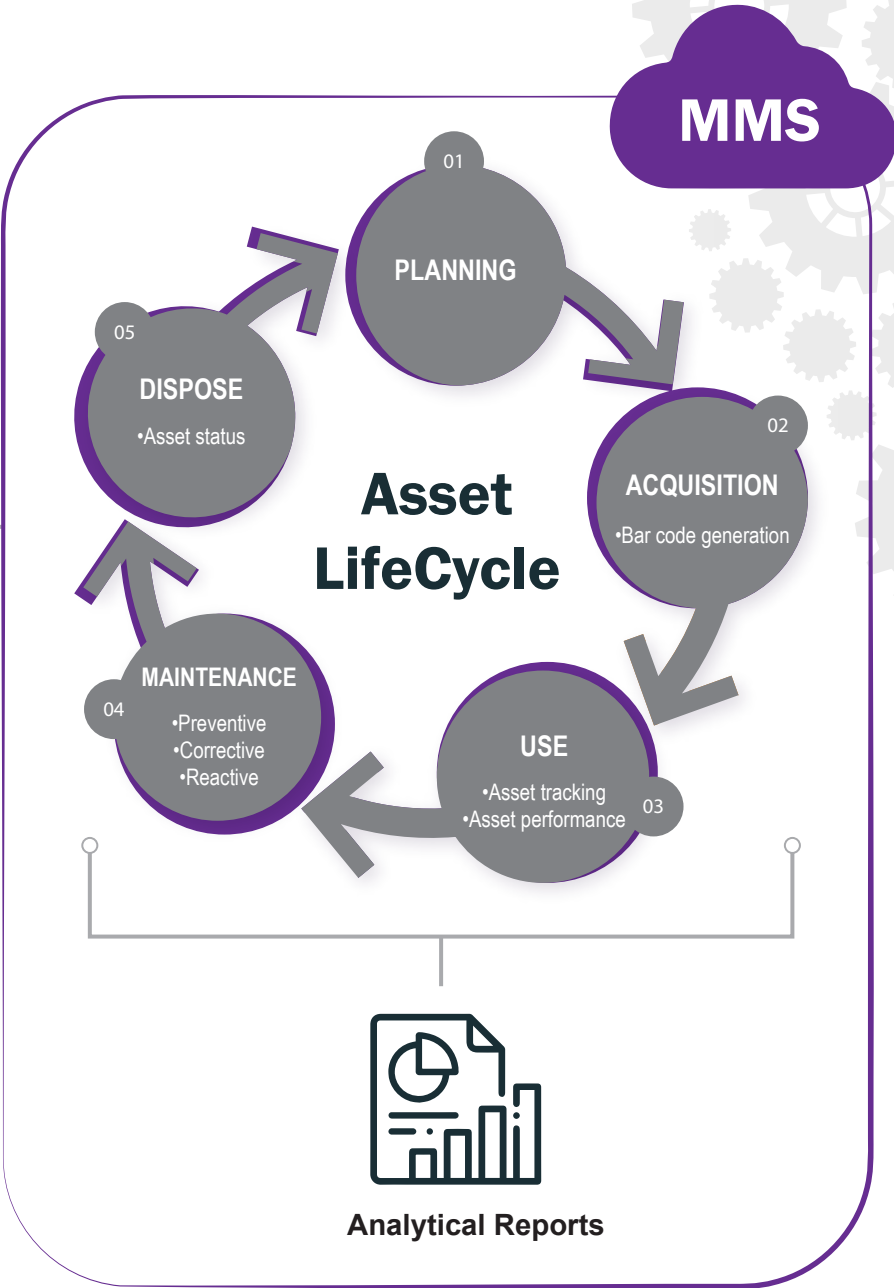 MMS
01
PLANNING
02
ACQUISITION
•Bar code generation
03
USE
•Asset tracking
•Asset performance
04
MAINTENANCE
•Preventive
•Corrective
•Reactive
05
DISPOSE
•Asset status
Asset
LifeCycle
Analytical Reports